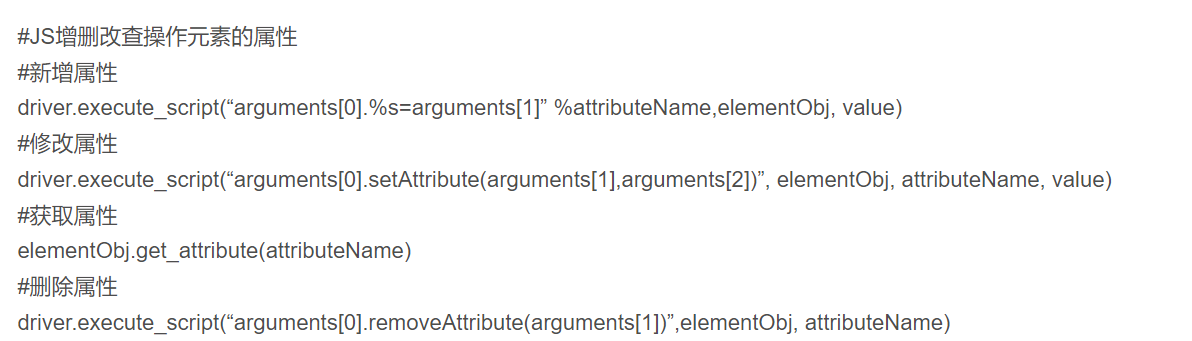 #JS增删改查操作元素的属性
#新增属性
driver.execute_script(“arguments[0].%s=arguments[1]” %attributeName,elementObj, value)
#修改属性
driver.execute_script(“arguments[0].setAttribute(arguments[1],arguments[2])”, elementObj, attributeName, value)
#获取属性
elementObj.get_attribute(attributeName)
#删除属性
driver.execute_script(“arguments[0].removeAttribute(arguments[1])”,elementObj, attributeName)